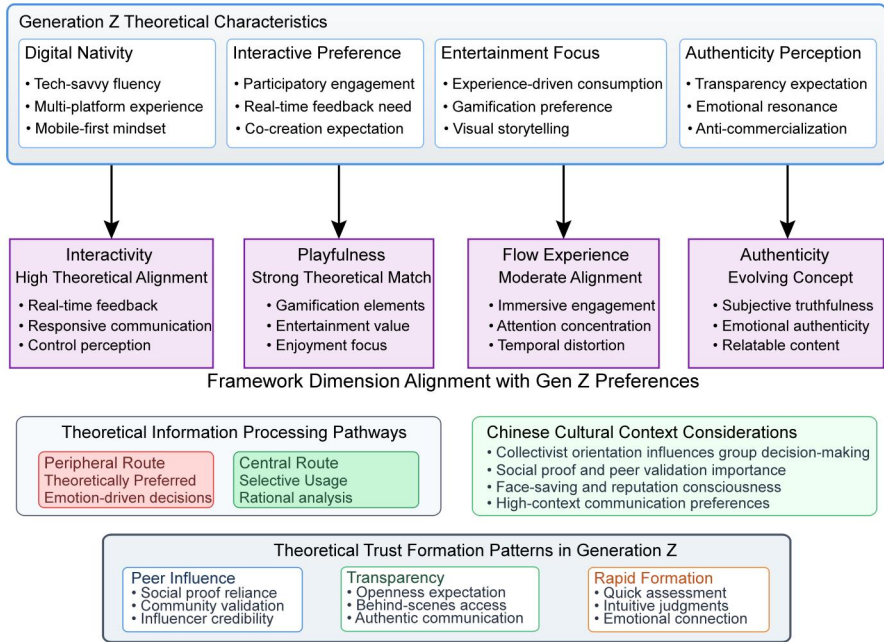 Generation Z Theoretical Characteristics
Digital Nativity
• Tech-savvy fluency
• Multi-platform experience
• Mobile-first mindset
Interactive Preference
• Participatory engagement
• Real-time feedback need
• Co-creation expectation
Entertainment Focus
• Experience-driven consumption
• Gamification preference
• Visual storytelling
Authenticity Perception
• Transparency expectation
• Emotional resonance
• Anti-commercialization
Interactivity
High Theoretical Alignment
• Real-time feedback
• Responsive communication
• Control perception
Playfulness
Strong Theoretical Match
• Gamification elements
• Entertainment value
• Enjoyment focus
Flow Experience
Moderate Alignment
• Immersive engagement
• Attention concentration
• Temporal distortion
Authenticity
Evolving Concept
• Subjective truthfulness
• Emotional authenticity
• Relatable content
Framework Dimension Alignment with Gen Z Preferences
Theoretical Information Processing Pathways
Peripheral Route
Theoretically Preferred
Emotion-driven decisions
Central Route
Selective Usage
Rational analysis
Chinese Cultural Context Considerations
• Collectivist orientation influences group decision-making
• Social proof and peer validation importance
• Face-saving and reputation consciousness
• High-context communication preferences
Theoretical Trust Formation Patterns in Generation Z
Peer Influence
• Social proof reliance
• Community validation
• Influencer credibility
Transparency
• Openness expectation
• Behind-scenes access
• Authentic communication
Rapid Formation
• Quick assessment
• Intuitive judgments
• Emotional connection